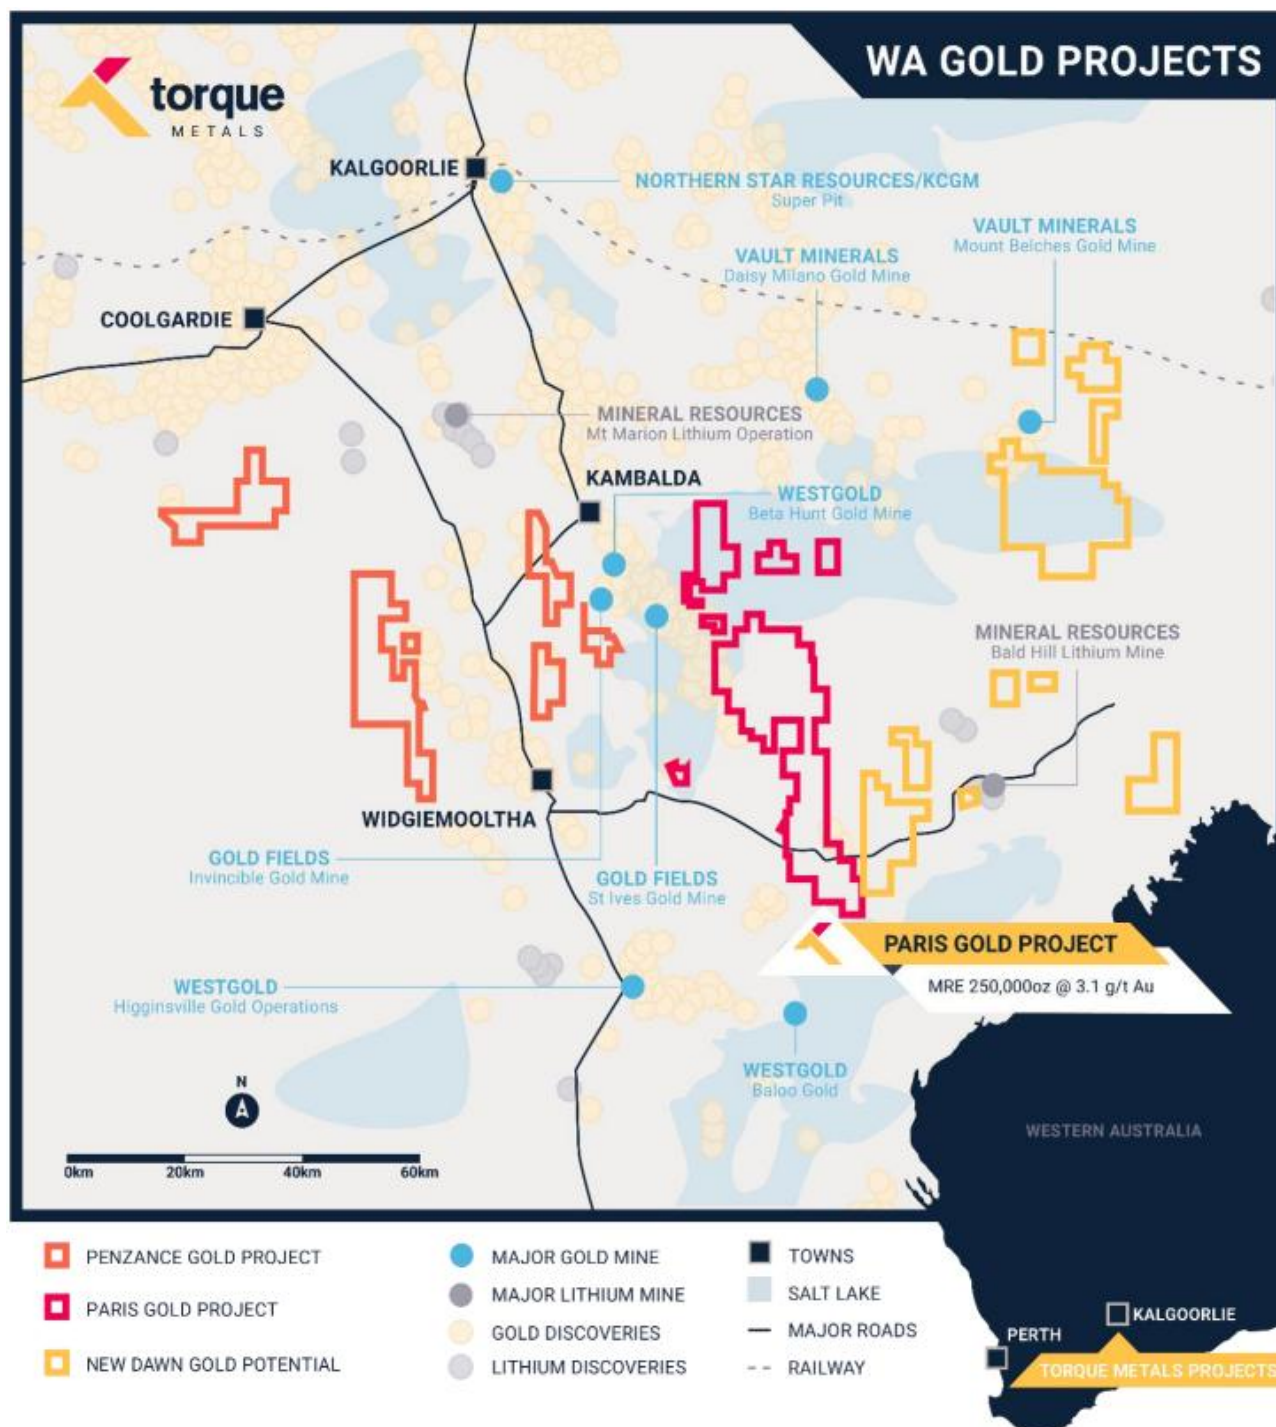 WA GOLD PROJECTS
torque
METALS
KALGOORLIE
NORTHERN STAR RESOURCES/KCGM
Super Pit
VAULT MINERALS
Mount Belches Gold Mine
VAULT MINERALS
Daisy Milano Gold Mine
COOLGARDIE
MINERAL RESOURCES
Mt Marion Lithium Operation
KAMBALDA
WESTGOLD
Beta Hunt Gold Mine
MINERAL RESOURCES
Bald Hill Lithium Mine
WIDGIEMOOLTHA
GOLD FIELDS
Invincible Gold Mine
GOLD FIELDS
St Ives Gold Mine
PARIS GOLD PROJECT
MRE 250,000oz @ 3.1 g/t Au
WESTGOLD
Higginsville Gold Operations
WESTGOLD
Baloo Gold
N
0km 20km 40km 60km
WESTERN AUSTRALIA
PENZANCE GOLD PROJECT
PARIS GOLD PROJECT
NEW DAWN GOLD POTENTIAL
MAJOR GOLD MINE
MAJOR LITHIUM MINE
GOLD DISCOVERIES
LITHIUM DISCOVERIES
TOWNS
SALT LAKE
MAJOR ROADS
RAILWAY
KALGOORLIE
PERTH
TORQUE METALS PROJECTS